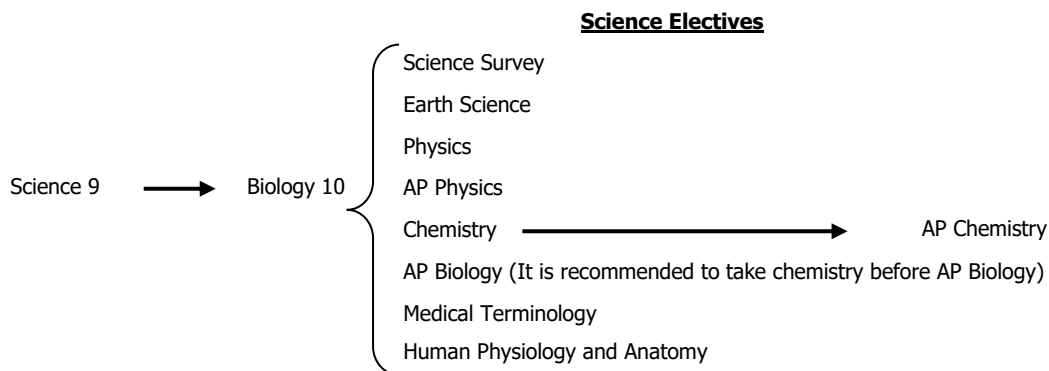 Science Electives
Science Survey
Earth Science
Physics
Science 9 Biology 10 AP Physics
Chemistry AP Chemistry
AP Biology (It is recommended to take chemistry before AP Biology)
Medical Terminology
Human Physiology and Anatomy